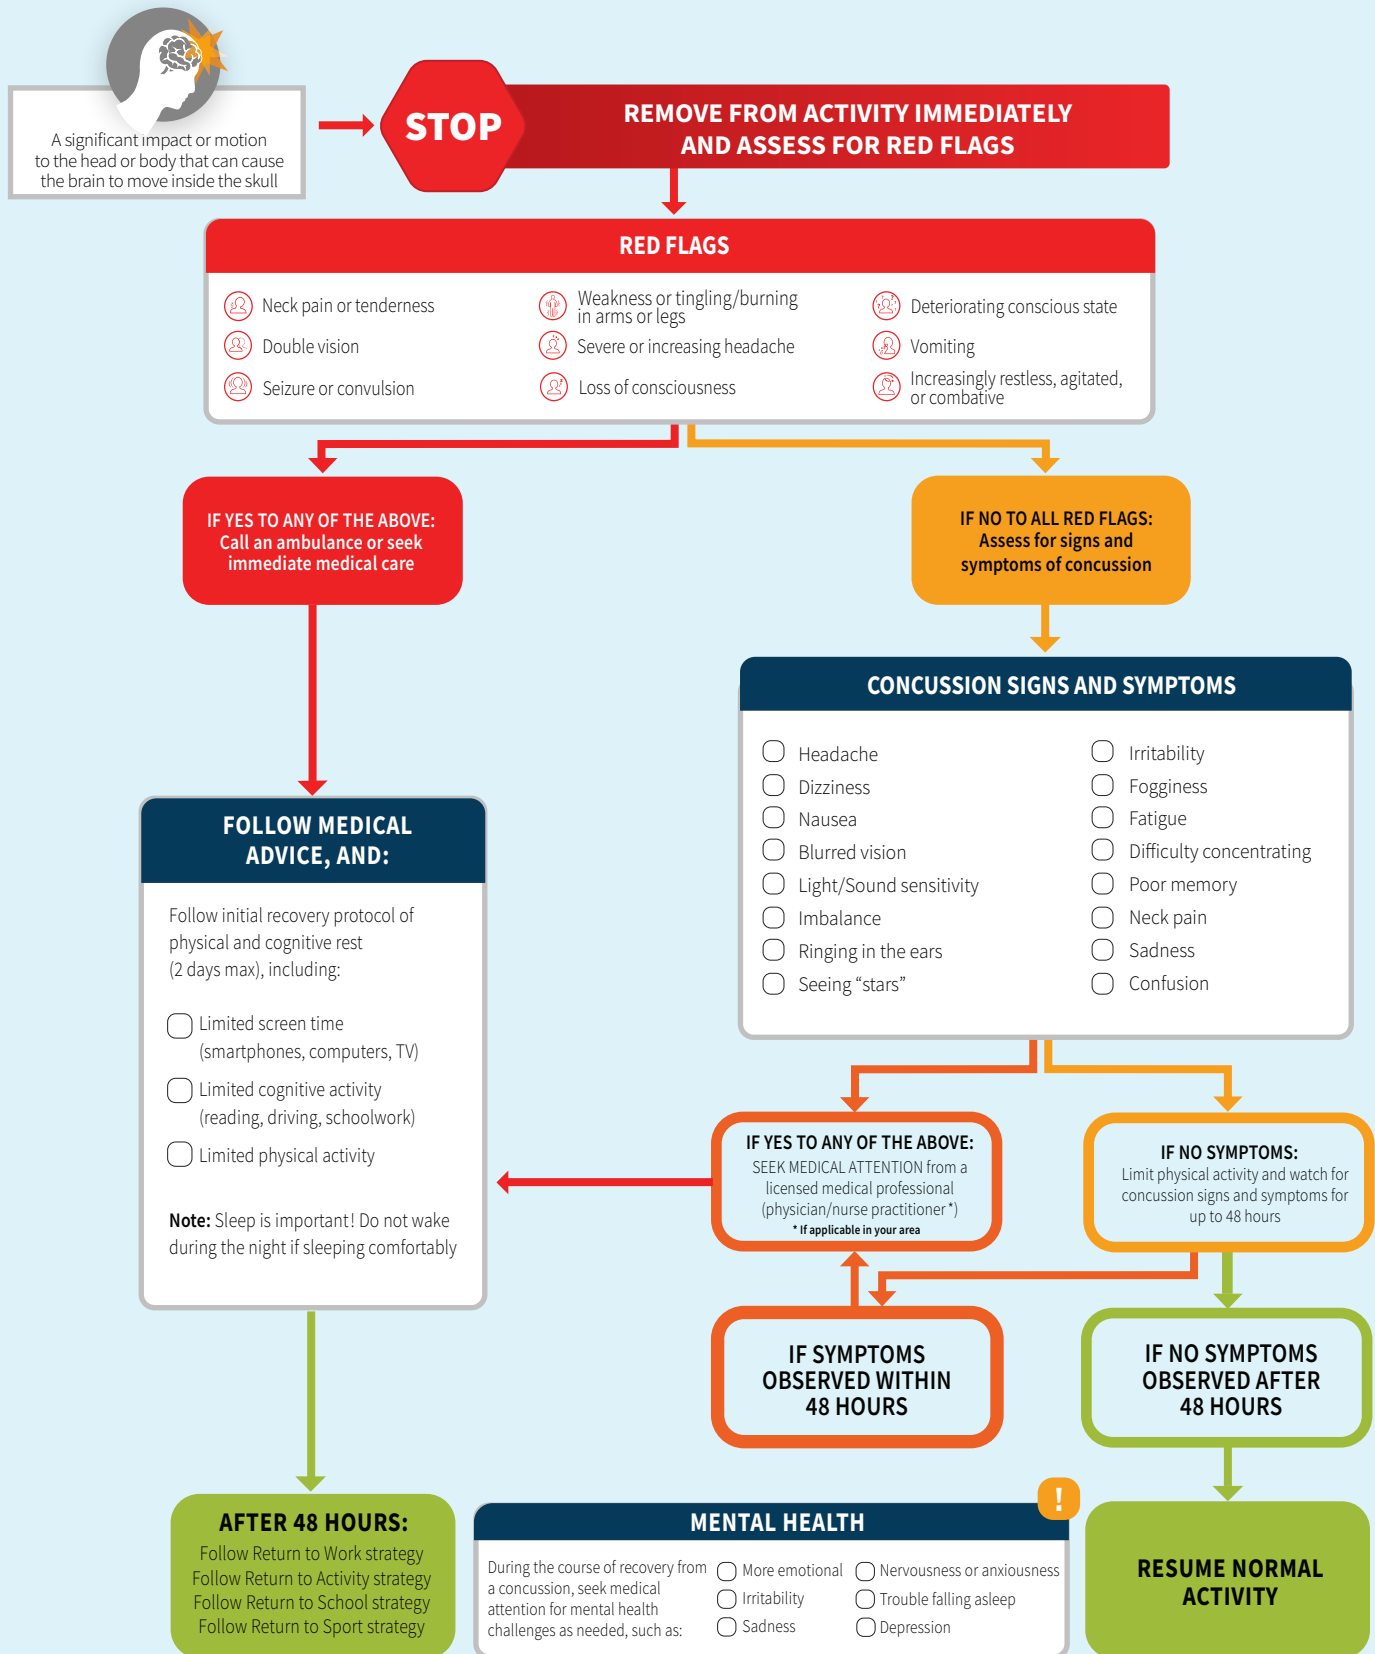 A significant impact or motion
to the head or body that can cause
the brain to move inside the skull
STOP
REMOVE FROM ACTIVITY IMMEDIATELY
AND ASSESS FOR RED FLAGS
RED FLAGS
Neck pain or tenderness
Double vision
Seizure or convulsion
Weakness or tingling/burning
in arms or legs
Severe or increasing headache
Loss of consciousness
Deteriorating conscious state
Vomiting
Increasingly restless, agitated,
or combative
IF YES TO ANY OF THE ABOVE:
Call an ambulance or seek
immediate medical care
IF NO TO ALL RED FLAGS:
Assess for signs and
symptoms of concussion
CONCUSSION SIGNS AND SYMPTOMS
Headache
Dizziness
Nausea
Blurred vision
Light/Sound sensitivity
Imbalance
Ringing in the ears
Seeing “stars”
Irritability
Fogginess
Fatigue
Difficulty concentrating
Poor memory
Neck pain
Sadness
Confusion
FOLLOW MEDICAL
ADVICE, AND:
Follow initial recovery protocol of
physical and cognitive rest
(2 days max), including:
Limited screen time
(smartphones, computers, TV)
Limited cognitive activity
(reading, driving, schoolwork)
Limited physical activity
Note: Sleep is important! Do not wake
during the night if sleeping comfortably
IF YES TO ANY OF THE ABOVE:
SEEK MEDICAL ATTENTION from a
licensed medical professional
(physician/nurse practitioner*)
* If applicable in your area
IF NO SYMPTOMS:
Limit physical activity and watch for
concussion signs and symptoms for
up to 48 hours
IF SYMPTOMS
OBSERVED WITHIN
48 HOURS
IF NO SYMPTOMS
OBSERVED AFTER
48 HOURS
AFTER 48 HOURS:
Follow Return to Work strategy
Follow Return to Activity strategy
Follow Return to School strategy
Follow Return to Sport strategy
!
MENTAL HEALTH
During the course of recovery from
a concussion, seek medical
attention for mental health
challenges as needed, such as:
More emotional
Irritability
Sadness
Nervousness or anxiousness
Trouble falling asleep
Depression
RESUME NORMAL
ACTIVITY